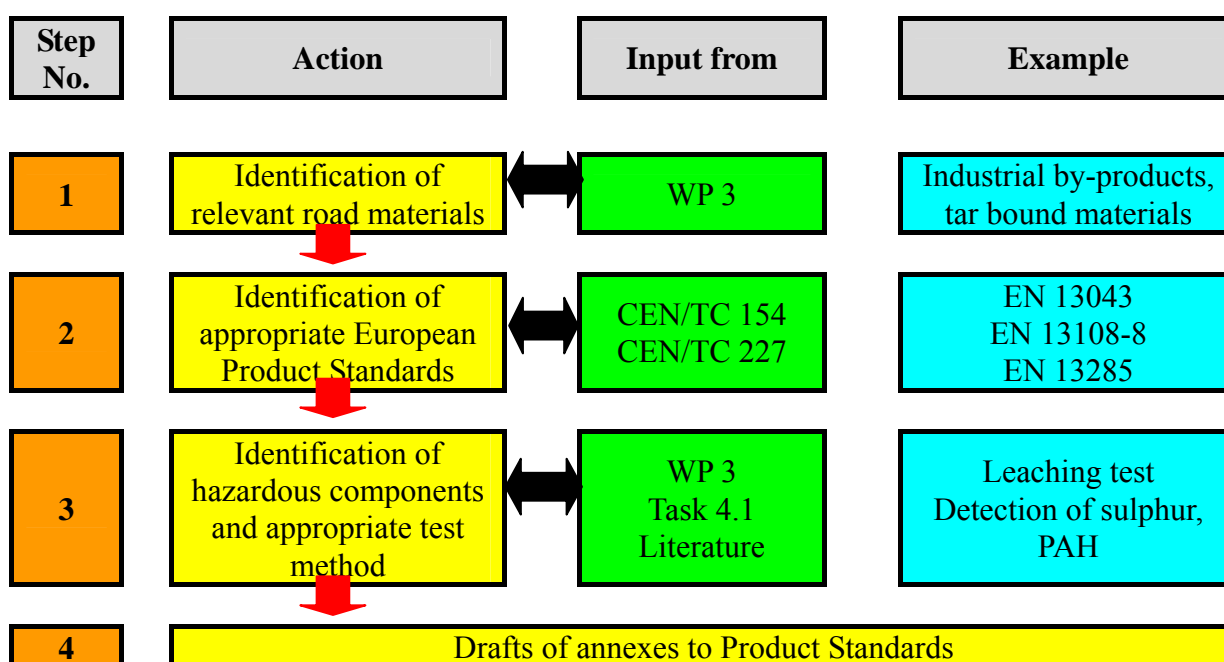 Step
No.
Action
Input from
Example
1
Identification of
relevant road materials
WP 3
Industrial by-products,
tar bound materials
2
Identification of
appropriate European
Product Standards
CEN/TC 154
CEN/TC 227
EN 13043
EN 13108-8
EN 13285
3
Identification of
hazardous components
and appropriate test
method
WP 3
Task 4.1
Literature
Leaching test
Detection of sulphur,
PAH
4
Drafts of annexes to Product Standards